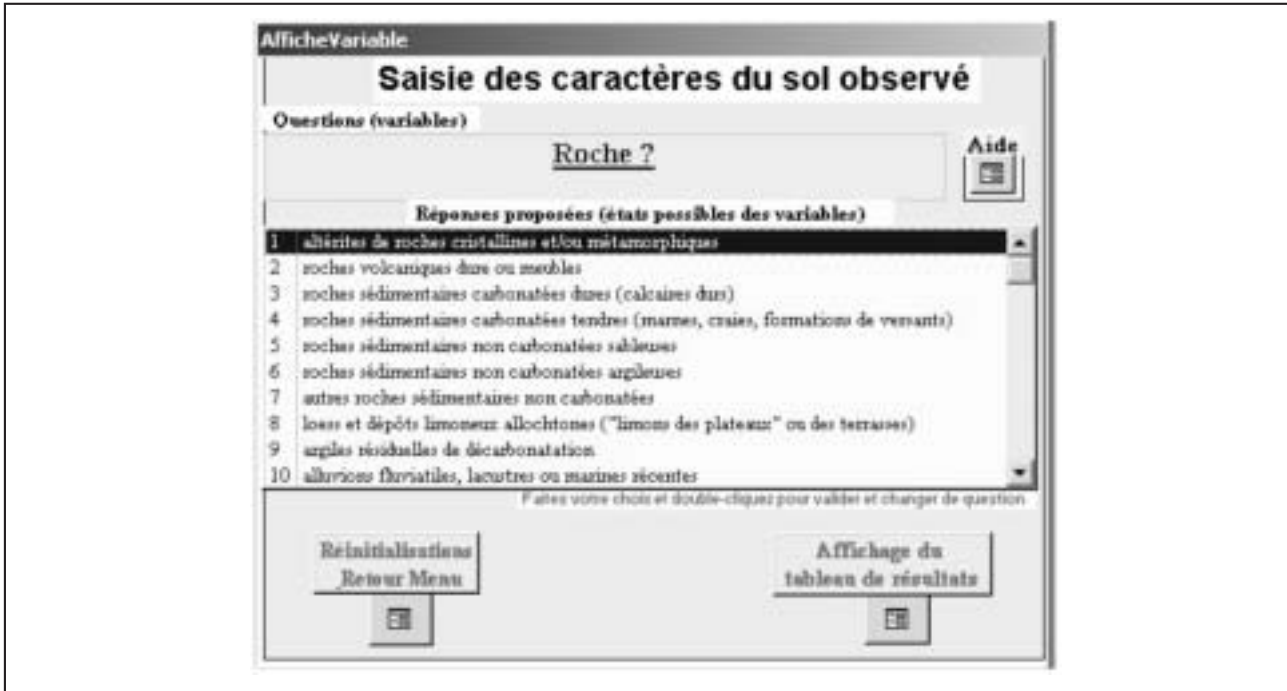 AfficheVariable
Saisie des caractères du sol observé
Questions (variables)
Roche ?
Aide
Réponses proposées (états possibles des variables)
1 altérites de roches cristallines et/ou métamorphiques
2 roches volcaniques dure ou meubles
3 roches sédimentaires carbonatées dures (calcaires durs)
4 roches sédimentaires carbonatées tendres (marnes, craies, formations de versants)
5 roches sédimentaires non carbonatées sableuses
6 roches sédimentaires non carbonatées argileuses
7 autres roches sédimentaires non carbonatées
8 loess et dépôts limoneux allochtones ("limons des plateaux" ou des terrasses)
9 argiles résiduelles de décarbonatation
10 alluvions fluviatiles, lacustres ou marines récentes
Faites votre choix et double-cliquez pour valider et changer de question
Réinitialisations
Retour Menu
Affichage du
tableau de résultats